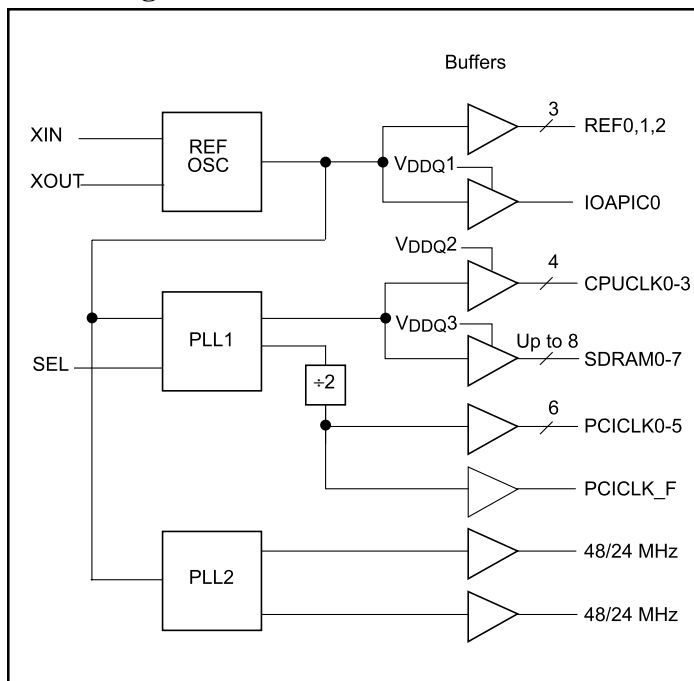 Buffers
XIN
XOUT
REF
OSC
3
REF0,1,2
VDDQ1
IOAPIC0
VDDQ2
4
CPUCLK0-3
SEL
PLL1
VDDQ3
Up to 8
SDRAM0-7
÷2
6
PCICLK0-5
PCICLK_F
PLL2
48/24 MHz
48/24 MHz